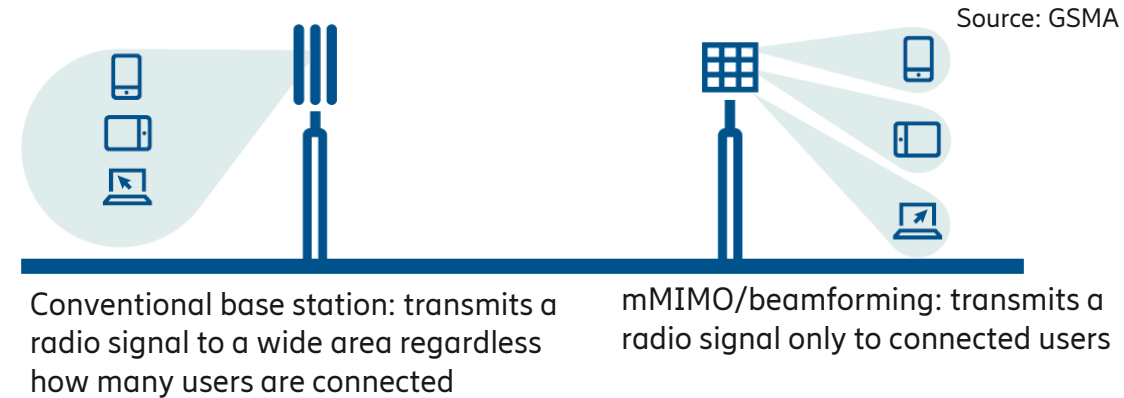 Source: GSMA
Conventional base station: transmits a
radio signal to a wide area regardless
how many users are connected
mMIMO/beamforming: transmits a
radio signal only to connected users